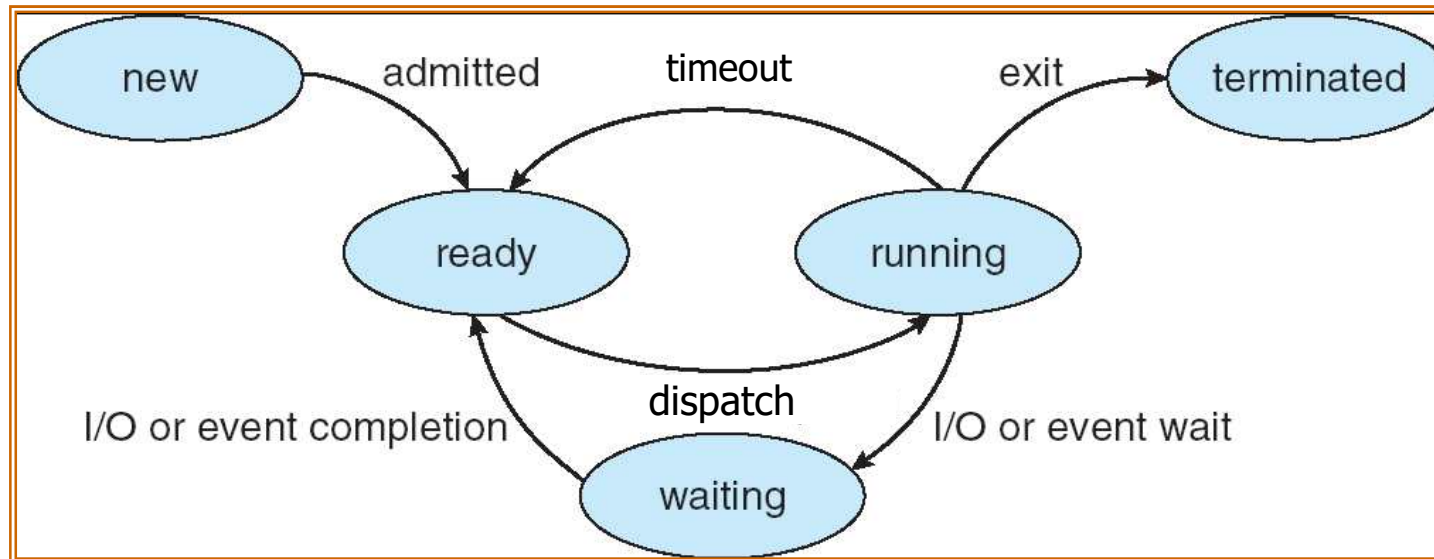 new
admitted
timeout
exit
terminated
ready
running
dispatch
I/O or event completion
I/O or event wait
waiting